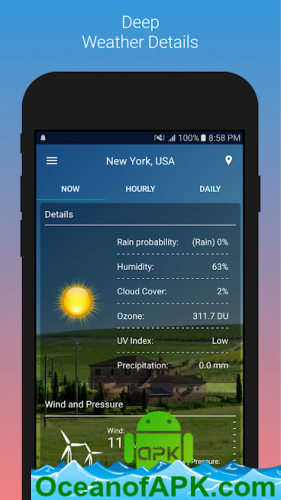 Deep
Weather Details
100% 8:58 PM
New York, USA
NOW HOURLY DAILY
Details
Rain probability: (Rain) 0%
Humidity: 63%
Cloud Cover: 2%
Ozone: 311.7 DU
UV Index: Low
Precipitation: 0.0 mm
Wind and Pressure
Wind:
11
Pressure:
APK
OceanofAPK.com